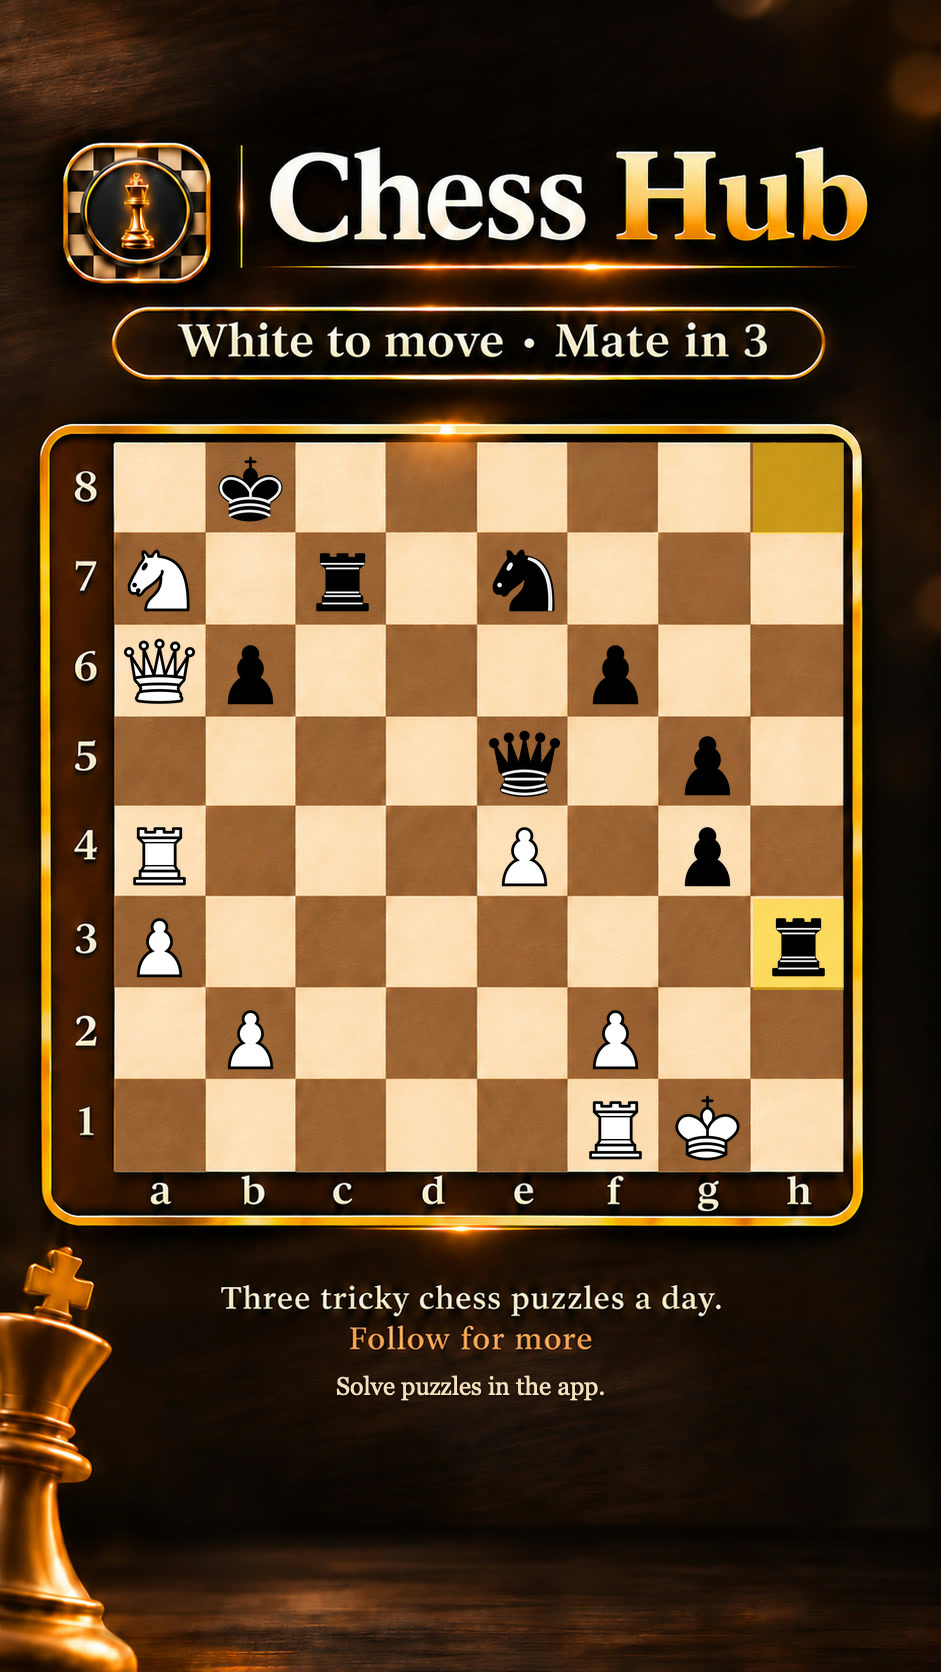 Chess Hub
White to move • Mate in 3
8
7
6
5
4
3
2
1
a b c d e f g h
Three tricky chess puzzles a day.
Follow for more
Solve puzzles in the app.